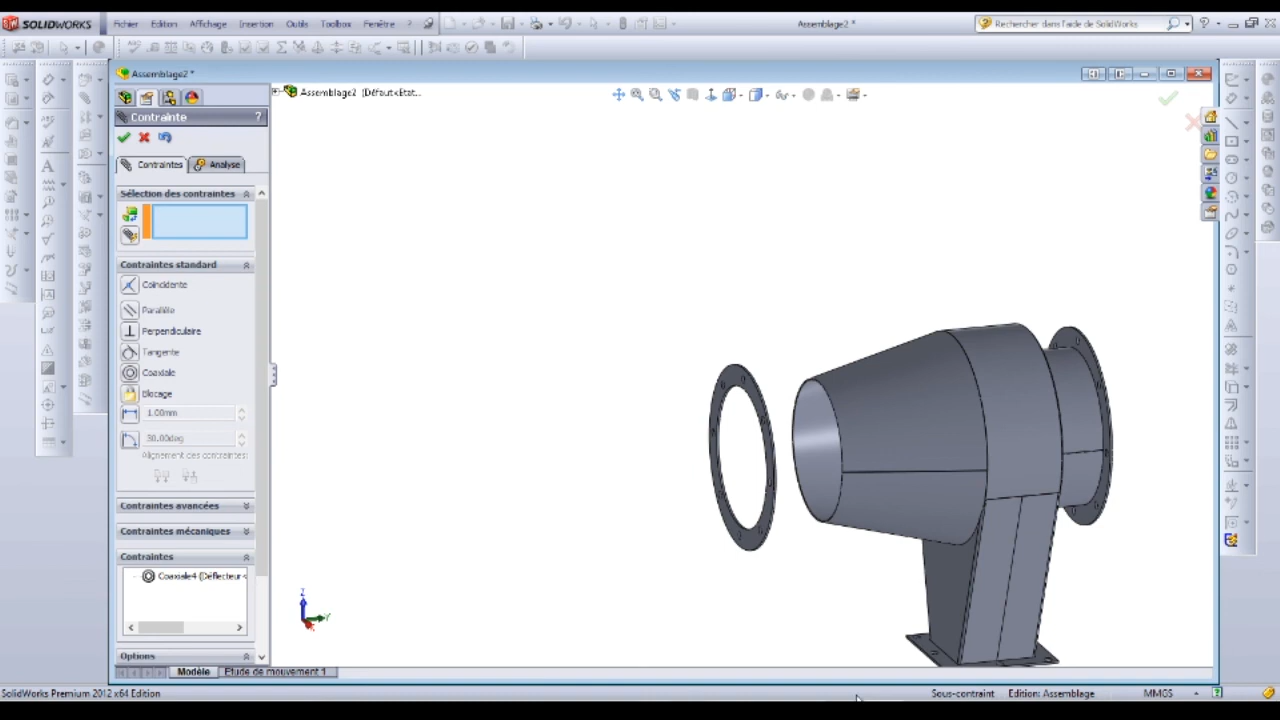 SOLIDWORKS Fichier Edition Affichage Insertion Outils Toolbox Fenêtre ? Assemblage2 * Rechercher dans l'aide de SolidWorks
Assemblage2 *
Assemblage2 (Défaut<Etat...
Contrainte ?
Contraintes Analyse
Sélection des contraintes
Contraintes standard
Coïncidente
Parallèle
Perpendiculaire
Tangente
Coaxiale
Blocage
1.00mm
30.00deg
Alignement des contraintes:
Contraintes avancées
Contraintes mécaniques
Contraintes
Coaxiale4 (Déflecteur<
Options
Z
Y
Modèle Etude de mouvement 1
SolidWorks Premium 2012 x64 Edition Sous-contraint Edition: Assemblage MMGS